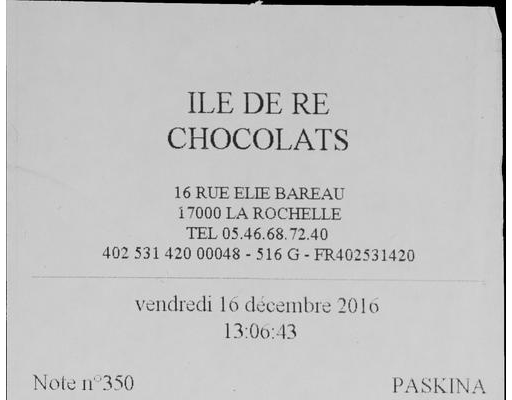 ILE DE RE
CHOCOLATS
16 RUE ELIE BAREAU
17000 LA ROCHELLE
TEL 05.46.68.72.40
402 531 420 00048 - 516 G - FR402531420
vendredi 16 décembre 2016
13:06:43
Note n°350 PASKINA